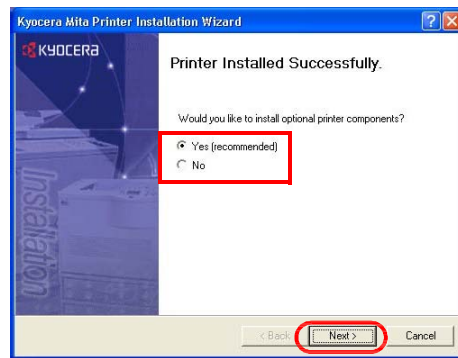 Kyocera Mita Printer Installation Wizard
KYOCERA
Printer Installed Successfully.
Would you like to install optional printer components?
Yes (recommended)
No
Installation
< Back
Next >
Cancel